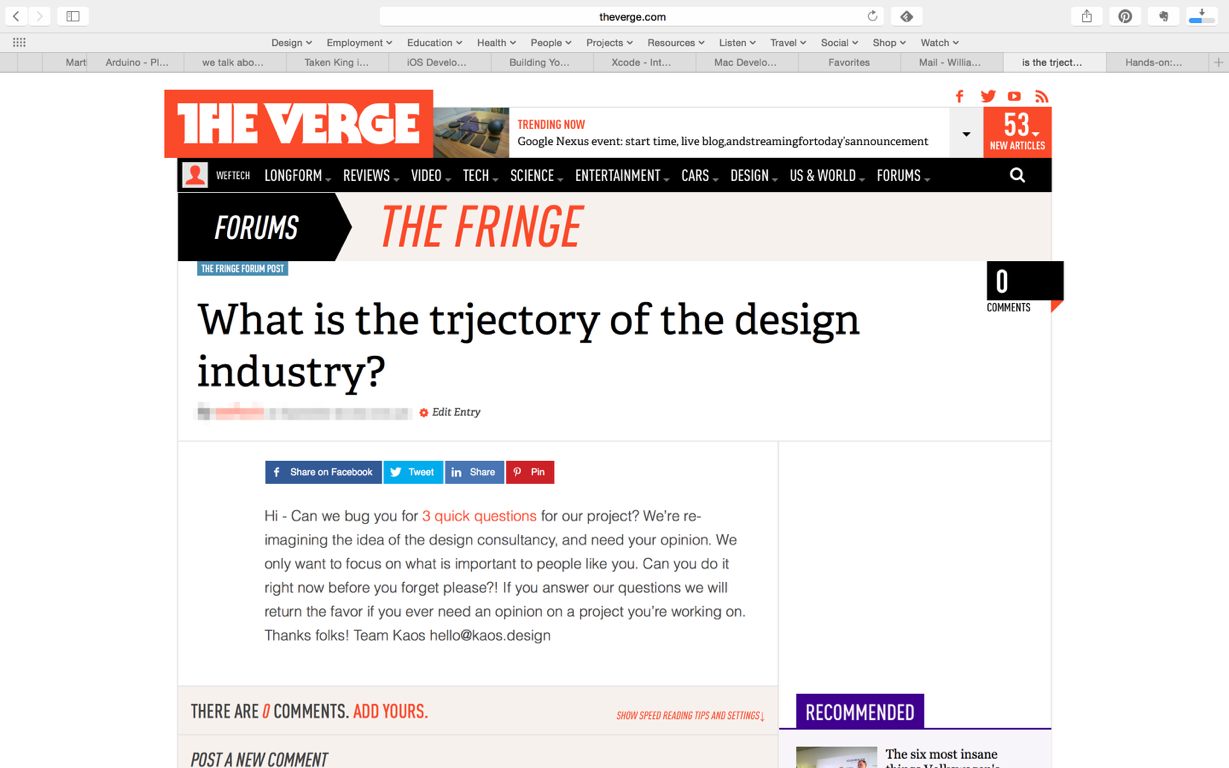 theverge.com
Design Employment Education Health People Projects Resources Listen Travel Social Shop Watch
Marti Arduino - Pl... we talk abo... Taken King i... iOS Develo... Building Yo... Xcode - Int... Mac Develo... Favorites Mail - Willia... is the trject... Hands-on:...
THE VERGE
TRENDING NOW
Google Nexus event: start time, live blog,andstreamingfortoday'sannouncement
53
NEW ARTICLES
WEFTECH LONGFORM REVIEWS VIDEO TECH SCIENCE ENTERTAINMENT CARS DESIGN US & WORLD FORUMS
FORUMS THE FRINGE
THE FRINGE FORUM POST
0
COMMENTS
What is the trjectory of the design
industry?
Edit Entry
Share on Facebook Tweet Share Pin
Hi - Can we bug you for 3 quick questions for our project? We're re-
imagining the idea of the design consultancy, and need your opinion. We
only want to focus on what is important to people like you. Can you do it
right now before you forget please?! If you answer our questions we will
return the favor if you ever need an opinion on a project you're working on.
Thanks folks! Team Kaos hello@kaos.design
THERE ARE 0 COMMENTS. ADD YOURS.
SHOW SPEED READING TIPS AND SETTINGS↓
POST A NEW COMMENT
RECOMMENDED
The six most insane
things Volkswagen's